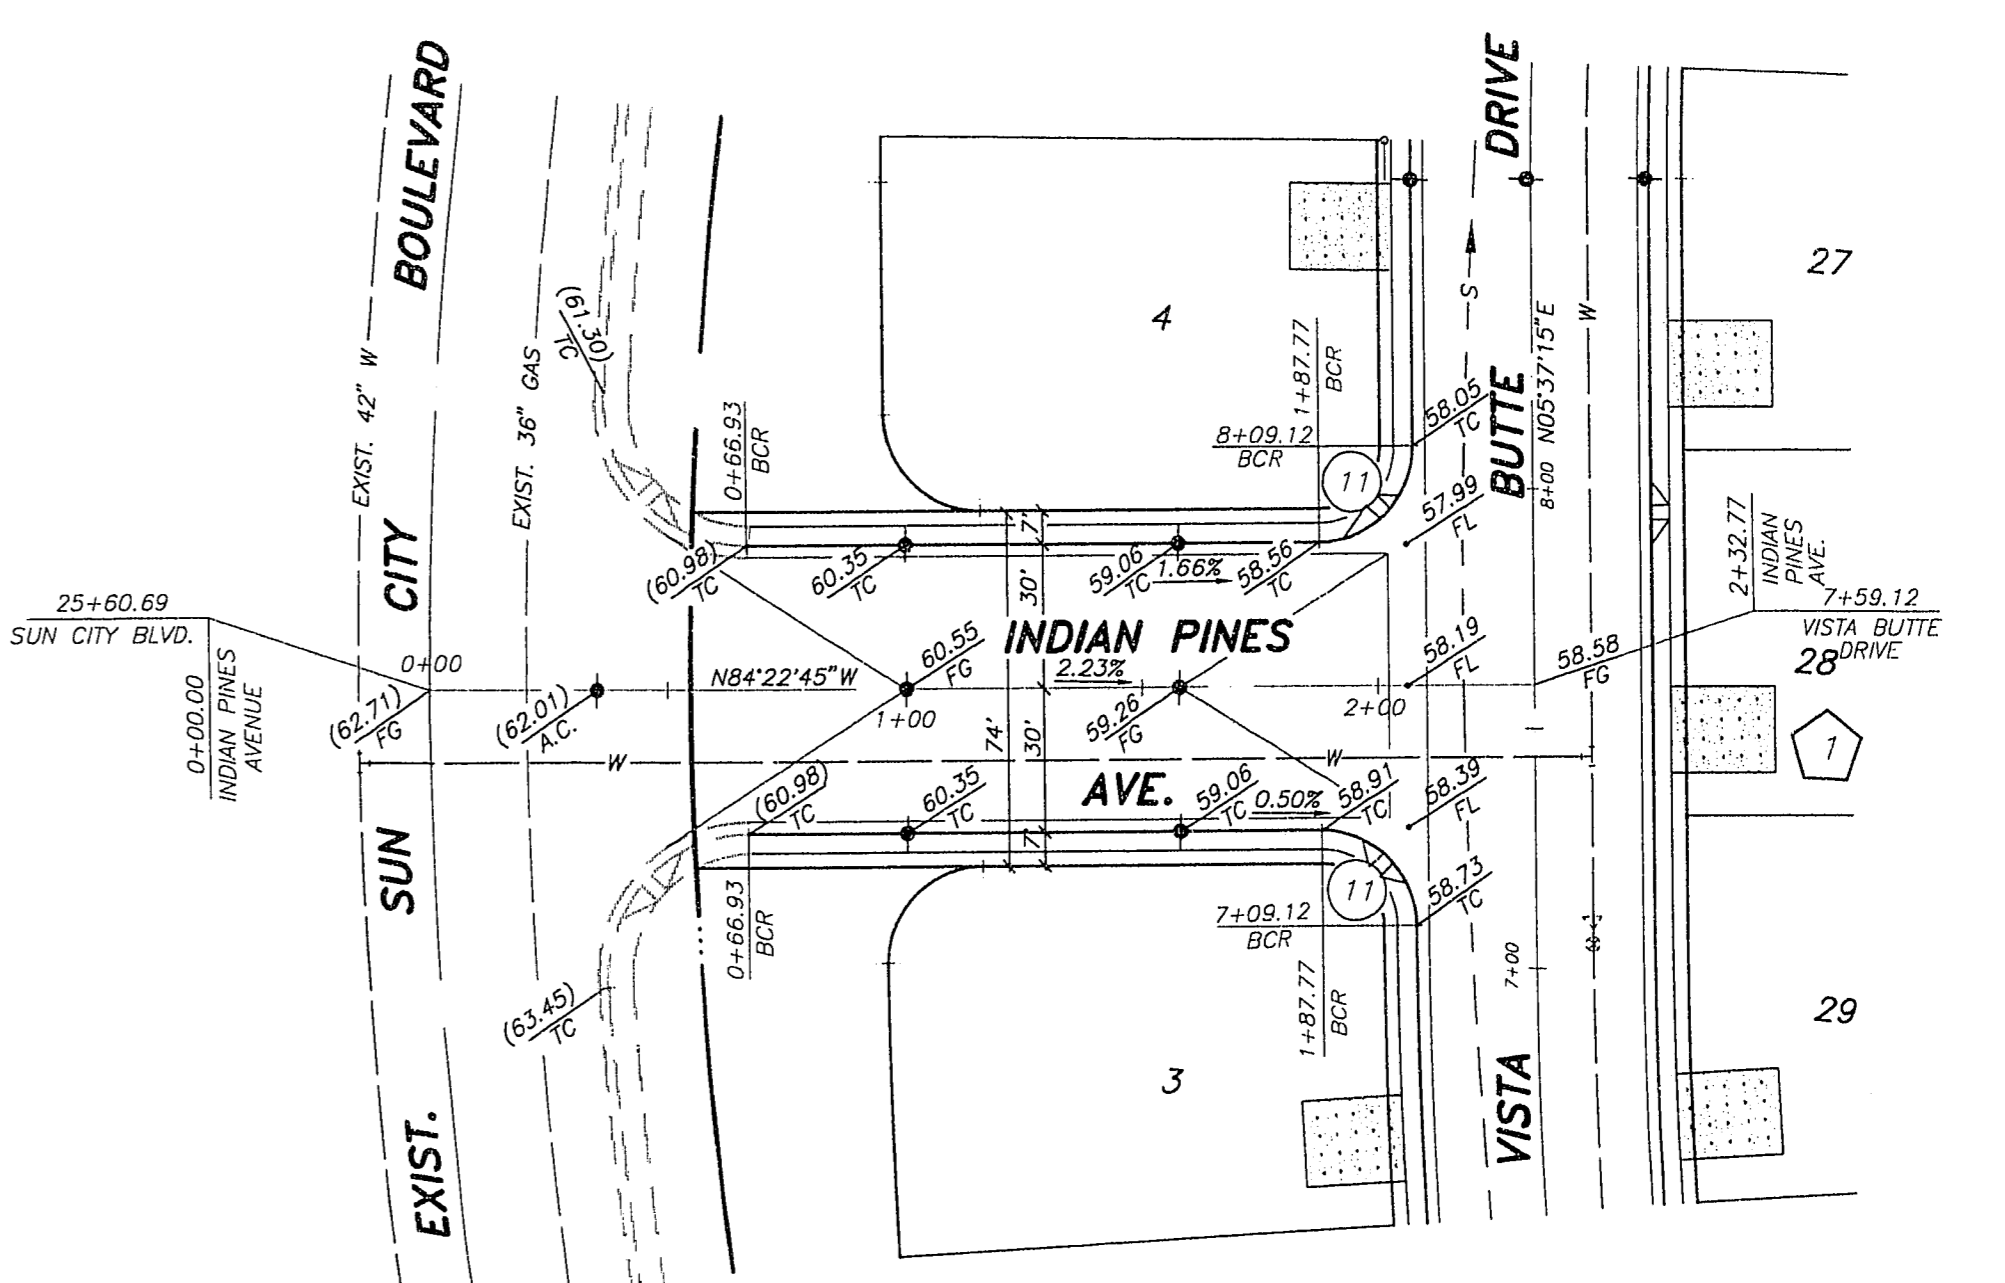 EXIST. SUN CITY BOULEVARD
EXIST. 42" W
EXIST. 36" GAS
(61.30)
TC
0+66.93
BCR
4
1+87.77
BCR
8+09.12
BCR
11
VISTA BUTTE DRIVE
S
W
N05°37'15"E
8+00
58.05
TC
57.99
FL
27
2+32.77
INDIAN
PINES
AVE.
7+59.12
VISTA BUTTE
DRIVE
25+60.69
SUN CITY BLVD.
0+00.00
INDIAN PINES
AVENUE
0+00
(62.71)
FG
(62.01)
A.C.
(60.98)
TC
60.35
TC
59.06
TC
1.66%
58.56
TC
7'
30'
INDIAN PINES
N84°22'45"W
60.55
FG
2.23%
1+00
59.26
FG
2+00
58.19
FL
58.58
FG
28
74'
30'
W
W
1
(60.98)
TC
60.35
TC
AVE.
59.06
TC
0.50%
58.91
TC
58.39
FL
7'
0+66.93
BCR
11
58.73
TC
7+09.12
BCR
1+87.77
BCR
7+00
(63.45)
TC
3
29